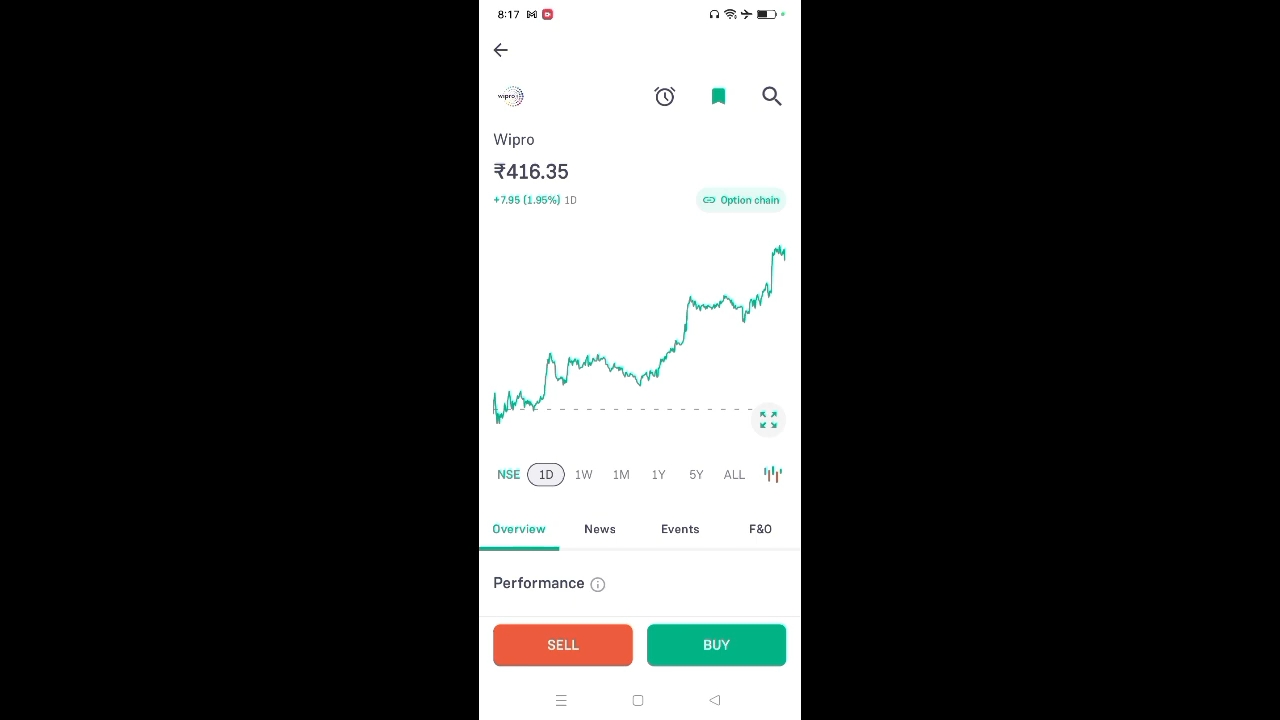 8:17
wipro
Wipro
₹416.35
+7.95 (1.95%) 1D
Option chain
NSE 1D 1W 1M 1Y 5Y ALL
Overview News Events F&O
Performance
SELL BUY